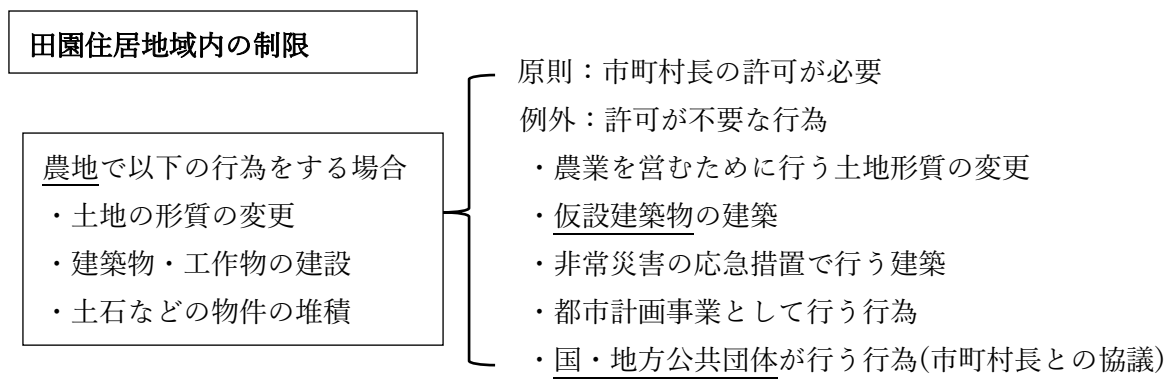 田園住居地域内の制限
農地で以下の行為をする場合
・土地の形質の変更
・建築物・工作物の建設
・土石などの物件の堆積
原則：市町村長の許可が必要
例外：許可が不要な行為
・農業を営むために行う土地形質の変更
・仮設建築物の建築
・非常災害の応急措置で行う建築
・都市計画事業として行う行為
・国・地方公共団体が行う行為(市町村長との協議)